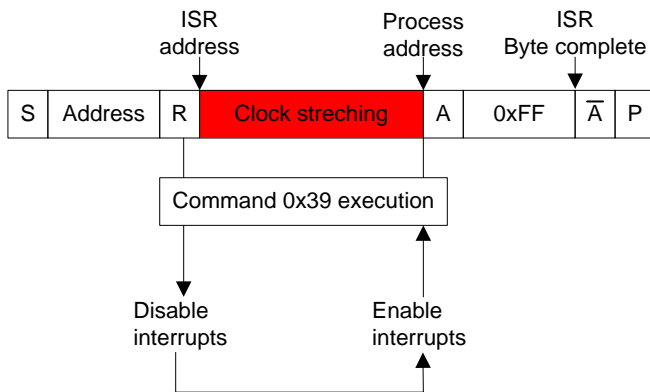 ISR
address
Process
address
ISR
Byte complete
S Address R Clock streching A 0xFF A̅ P
Command 0x39 execution
Disable
interrupts
Enable
interrupts